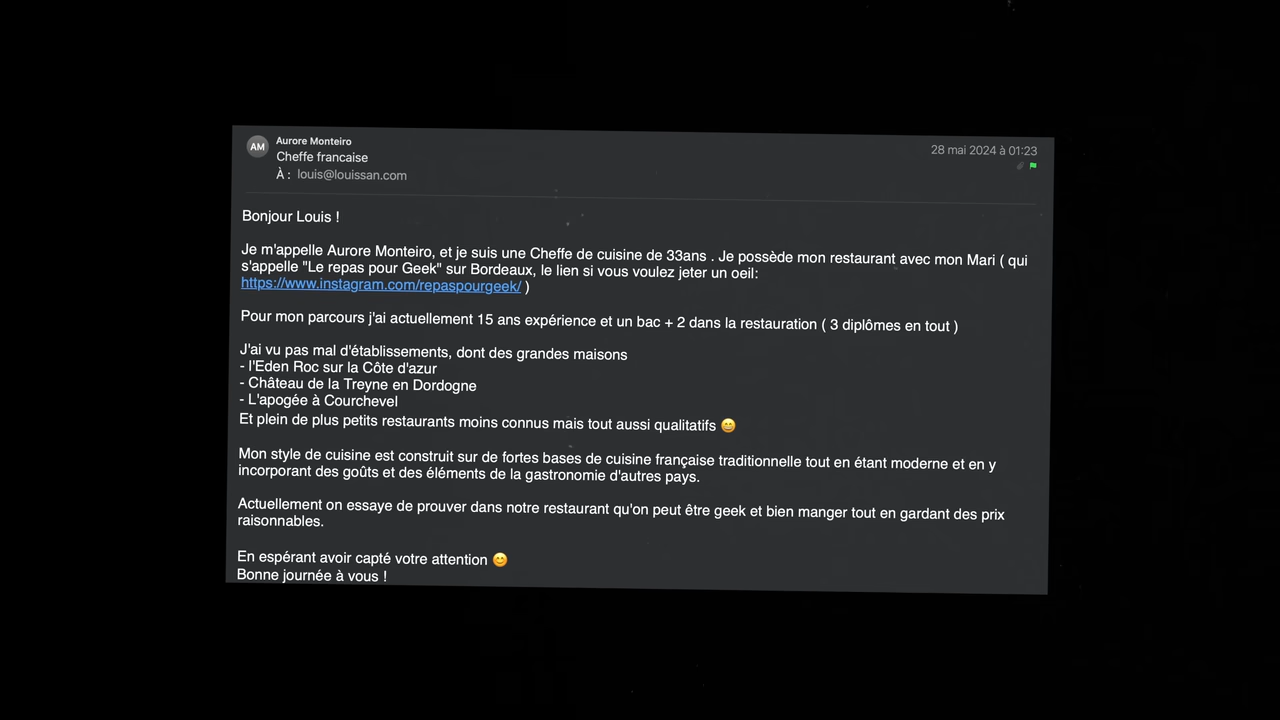 AM
Aurore Monteiro
Cheffe francaise
À : louis@louissan.com
28 mai 2024 à 01:23
Bonjour Louis !
Je m'appelle Aurore Monteiro, et je suis une Cheffe de cuisine de 33ans . Je possède mon restaurant avec mon Mari ( qui
s'appelle "Le repas pour Geek" sur Bordeaux, le lien si vous voulez jeter un oeil:
https://www.instagram.com/repaspourgeek/ )
Pour mon parcours j'ai actuellement 15 ans expérience et un bac + 2 dans la restauration ( 3 diplômes en tout )
J'ai vu pas mal d'établissements, dont des grandes maisons
- l'Eden Roc sur la Côte d'azur
- Château de la Treyne en Dordogne
- L'apogée à Courchevel
Et plein de plus petits restaurants moins connus mais tout aussi qualitatifs 😊
Mon style de cuisine est construit sur de fortes bases de cuisine française traditionnelle tout en étant moderne et en y
incorporant des goûts et des éléments de la gastronomie d'autres pays.
Actuellement on essaye de prouver dans notre restaurant qu'on peut être geek et bien manger tout en gardant des prix
raisonnables.
En espérant avoir capté votre attention 😊
Bonne journée à vous !